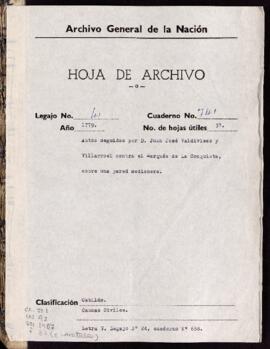 Archivo General de la Nación
HOJA DE ARCHIVO
Legajo No. Cuaderno No.
Año 1779. No. de hojas útiles 37.
Autos seguidos por D. Juan José Valdivieso y
Villarroel contra el Marqués de La Conquista,
sobre una pared medianera.
Clasificación Cabildo.
Causas Civiles.
Letra V. Legajo Nº 24, cuaderno Nº